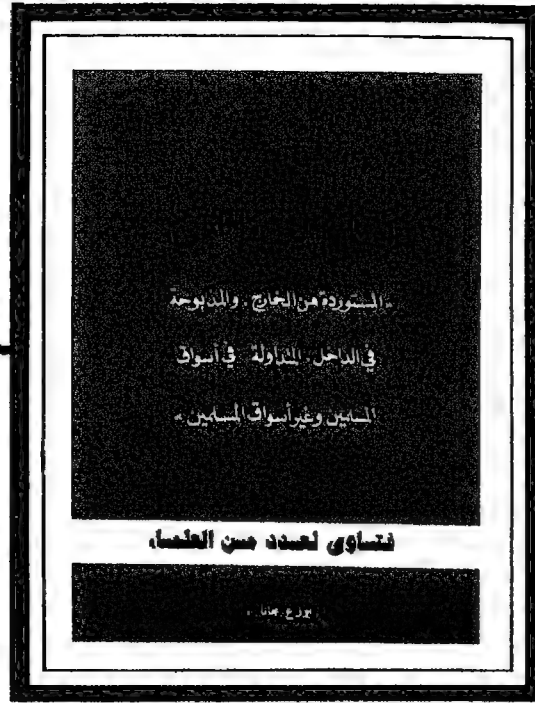 «المستوردة من الخارج، والمذبوحة
في الداخل، المتداولة في أسواق
المسلمين وغير أسواق المسلمين»
فتاوى لعدد من العلماء
يوزع مجانا